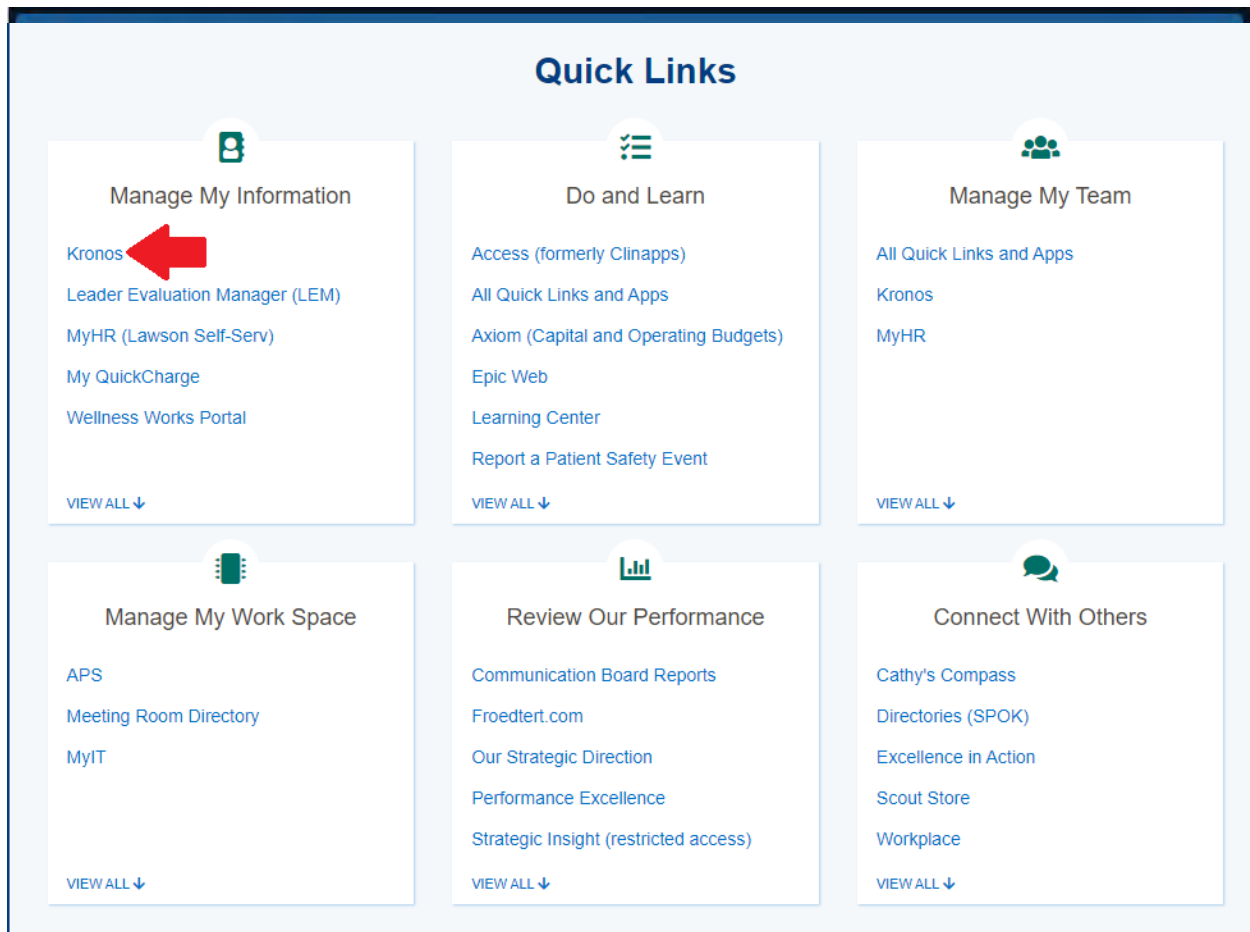 Quick Links
Manage My Information
Kronos
Leader Evaluation Manager (LEM)
MyHR (Lawson Self-Serv)
My QuickCharge
Wellness Works Portal
VIEW ALL
Do and Learn
Access (formerly Clinapps)
All Quick Links and Apps
Axiom (Capital and Operating Budgets)
Epic Web
Learning Center
Report a Patient Safety Event
VIEW ALL
Manage My Team
All Quick Links and Apps
Kronos
MyHR
VIEW ALL
Manage My Work Space
APS
Meeting Room Directory
MyIT
VIEW ALL
Review Our Performance
Communication Board Reports
Froedtert.com
Our Strategic Direction
Performance Excellence
Strategic Insight (restricted access)
VIEW ALL
Connect With Others
Cathy's Compass
Directories (SPOK)
Excellence in Action
Scout Store
Workplace
VIEW ALL